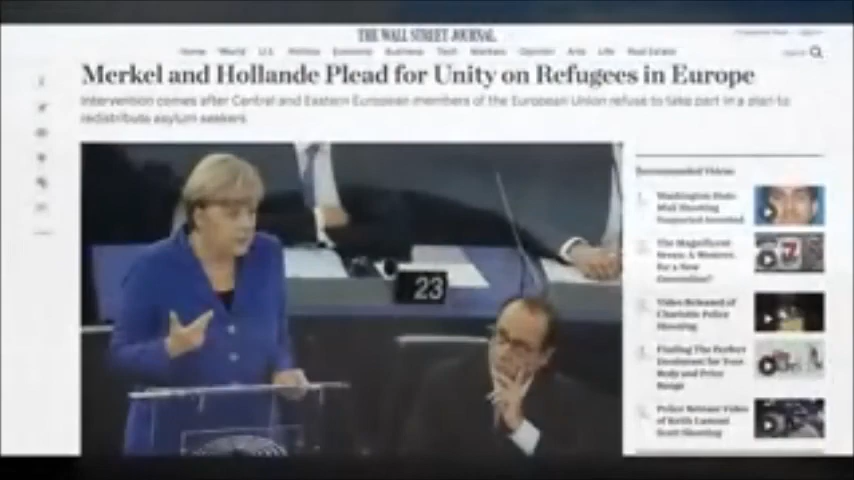 THE WALL STREET JOURNAL
Home World U.S. Politics Economy Business Tech Markets Opinion Arts Life Real Estate
Merkel and Hollande Plead for Unity on Refugees in Europe
Intervention comes after Central and Eastern European members of the European Union refuse to take part in a plan to
redistribute asylum seekers
23
Recommended Videos
1. Washington State
Mall Shooting
Suspect Arrested
The Magnificent
Seven: A Western
for a New
Generation?
Video Released of
Charlotte Police
Shooting
Finding The Perfect
for Your
Body and Price
Range
Police Release Video
of Keith Lamont
Scott Shooting